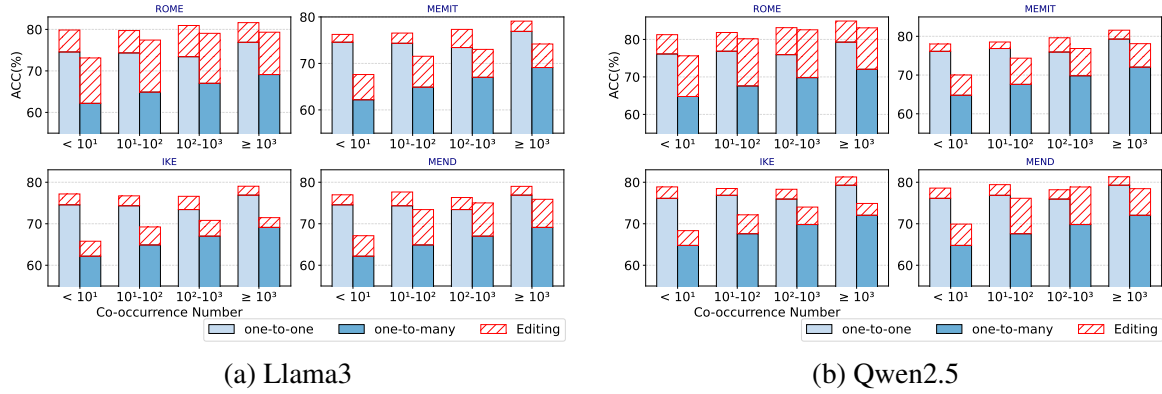 ROME
MEMIT
ACC(%)
80
70
60
< 10¹ 10¹-10² 10²-10³ ≥ 10³
80
70
60
< 10¹ 10¹-10² 10²-10³ ≥ 10³
IKE
MEND
80
70
60
< 10¹ 10¹-10² 10²-10³ ≥ 10³
80
70
60
< 10¹ 10¹-10² 10²-10³ ≥ 10³
Co-occurrence Number
one-to-one one-to-many Editing
(a) Llama3
ROME
MEMIT
ACC(%)
90
80
70
60
< 10¹ 10¹-10² 10²-10³ ≥ 10³
80
70
60
< 10¹ 10¹-10² 10²-10³ ≥ 10³
IKE
MEND
80
70
60
< 10¹ 10¹-10² 10²-10³ ≥ 10³
80
70
60
< 10¹ 10¹-10² 10²-10³ ≥ 10³
Co-occurrence Number
one-to-one one-to-many Editing
(b) Qwen2.5